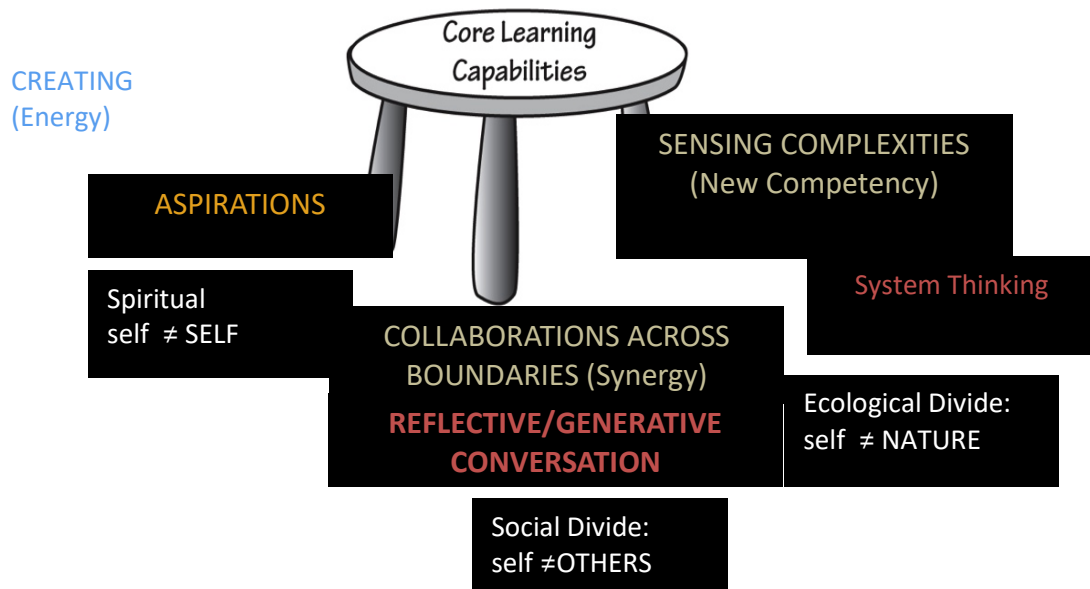 Core Learning
Capabilities
CREATING
(Energy)
SENSING COMPLEXITIES
(New Competency)
ASPIRATIONS
System Thinking
Spiritual
self ≠ SELF
COLLABORATIONS ACROSS
BOUNDARIES (Synergy)
REFLECTIVE/GENERATIVE
CONVERSATION
Ecological Divide:
self ≠ NATURE
Social Divide:
self ≠OTHERS